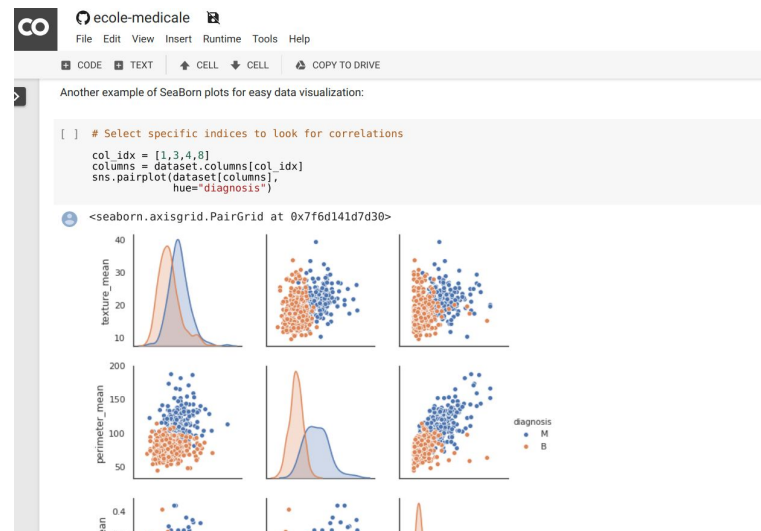 CO
ecole-medicale
File Edit View Insert Runtime Tools Help
CODE TEXT CELL CELL COPY TO DRIVE
Another example of SeaBorn plots for easy data visualization:
[ ] # Select specific indices to look for correlations
col_idx = [1,3,4,8]
columns = dataset.columns[col_idx]
sns.pairplot(dataset[columns],
hue="diagnosis")
<seaborn.axisgrid.PairGrid at 0x7f6d141d7d30>
40
30
20
10
texture_mean
200
150
100
50
perimeter_mean
diagnosis
M
B
0.4